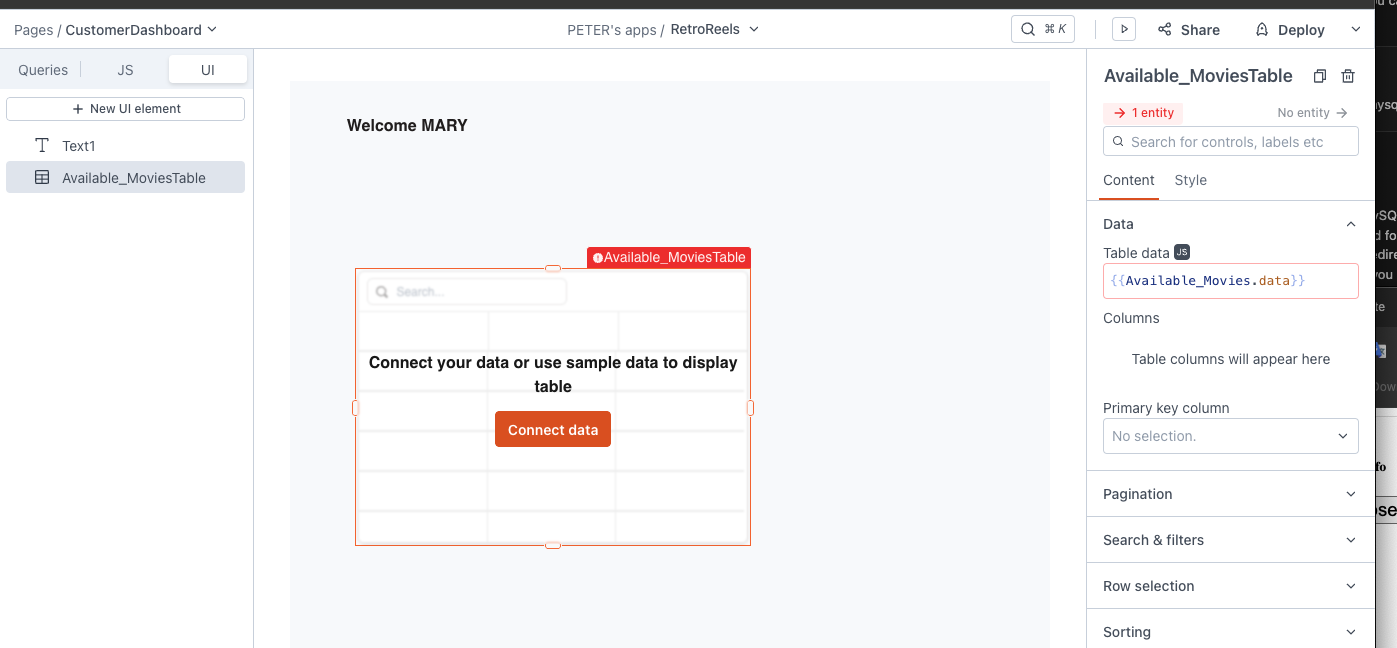 Pages / CustomerDashboard
PETER's apps / RetroReels
⌘ K
Share
Deploy
Queries
JS
UI
+ New UI element
Text1
Available_MoviesTable
Welcome MARY
Available_MoviesTable
Search...
Connect your data or use sample data to display
table
Connect data
Available_MoviesTable
→ 1 entity
No entity →
Search for controls, labels etc
Content
Style
Data
Table data JS
{{Available_Movies.data}}
Columns
Table columns will appear here
Primary key column
No selection.
Pagination
Search & filters
Row selection
Sorting